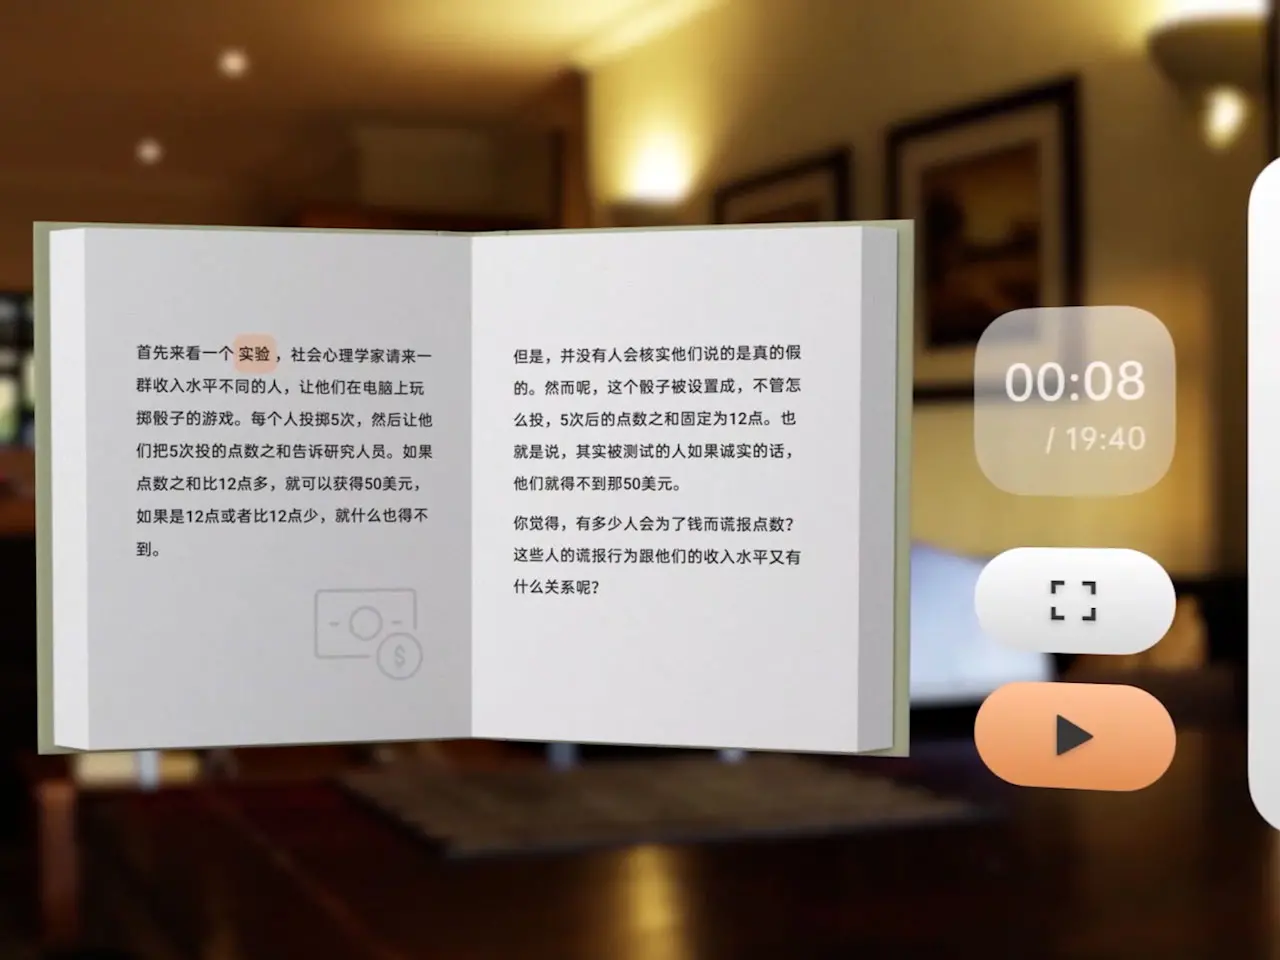 首先来看一个实验，社会心理学家请来一
群收入水平不同的人，让他们在电脑上玩
掷骰子的游戏。每个人投掷5次，然后让他
们把5次投的点数之和告诉研究人员。如果
点数之和比12点多，就可以获得50美元，
如果是12点或者比12点少，就什么也得不
到。
$
但是，并没有人会核实他们说的是真的假
的。然而呢，这个骰子被设置成，不管怎
么投，5次后的点数之和固定为12点。也
就是说，其实被测试的人如果诚实的话，
他们就得不到那50美元。
你觉得，有多少人会为了钱而谎报点数？
这些人的谎报行为跟他们的收入水平又有
什么关系呢？
00:08
/ 19:40